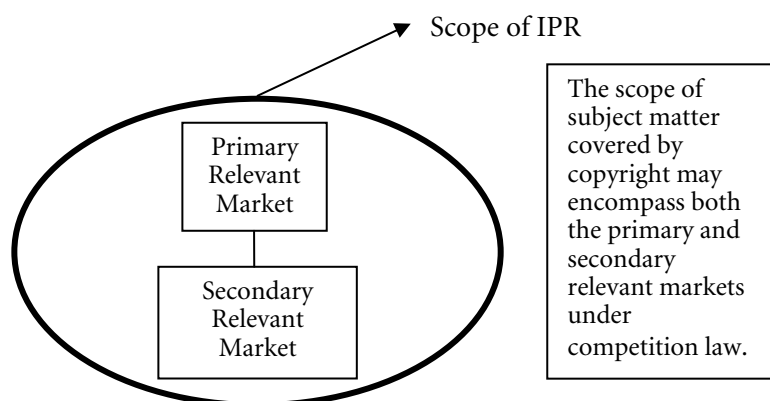 Scope of IPR
Primary
Relevant
Market
Secondary
Relevant
Market
The scope of
subject matter
covered by
copyright may
encompass both
the primary and
secondary
relevant markets
under
competition law.